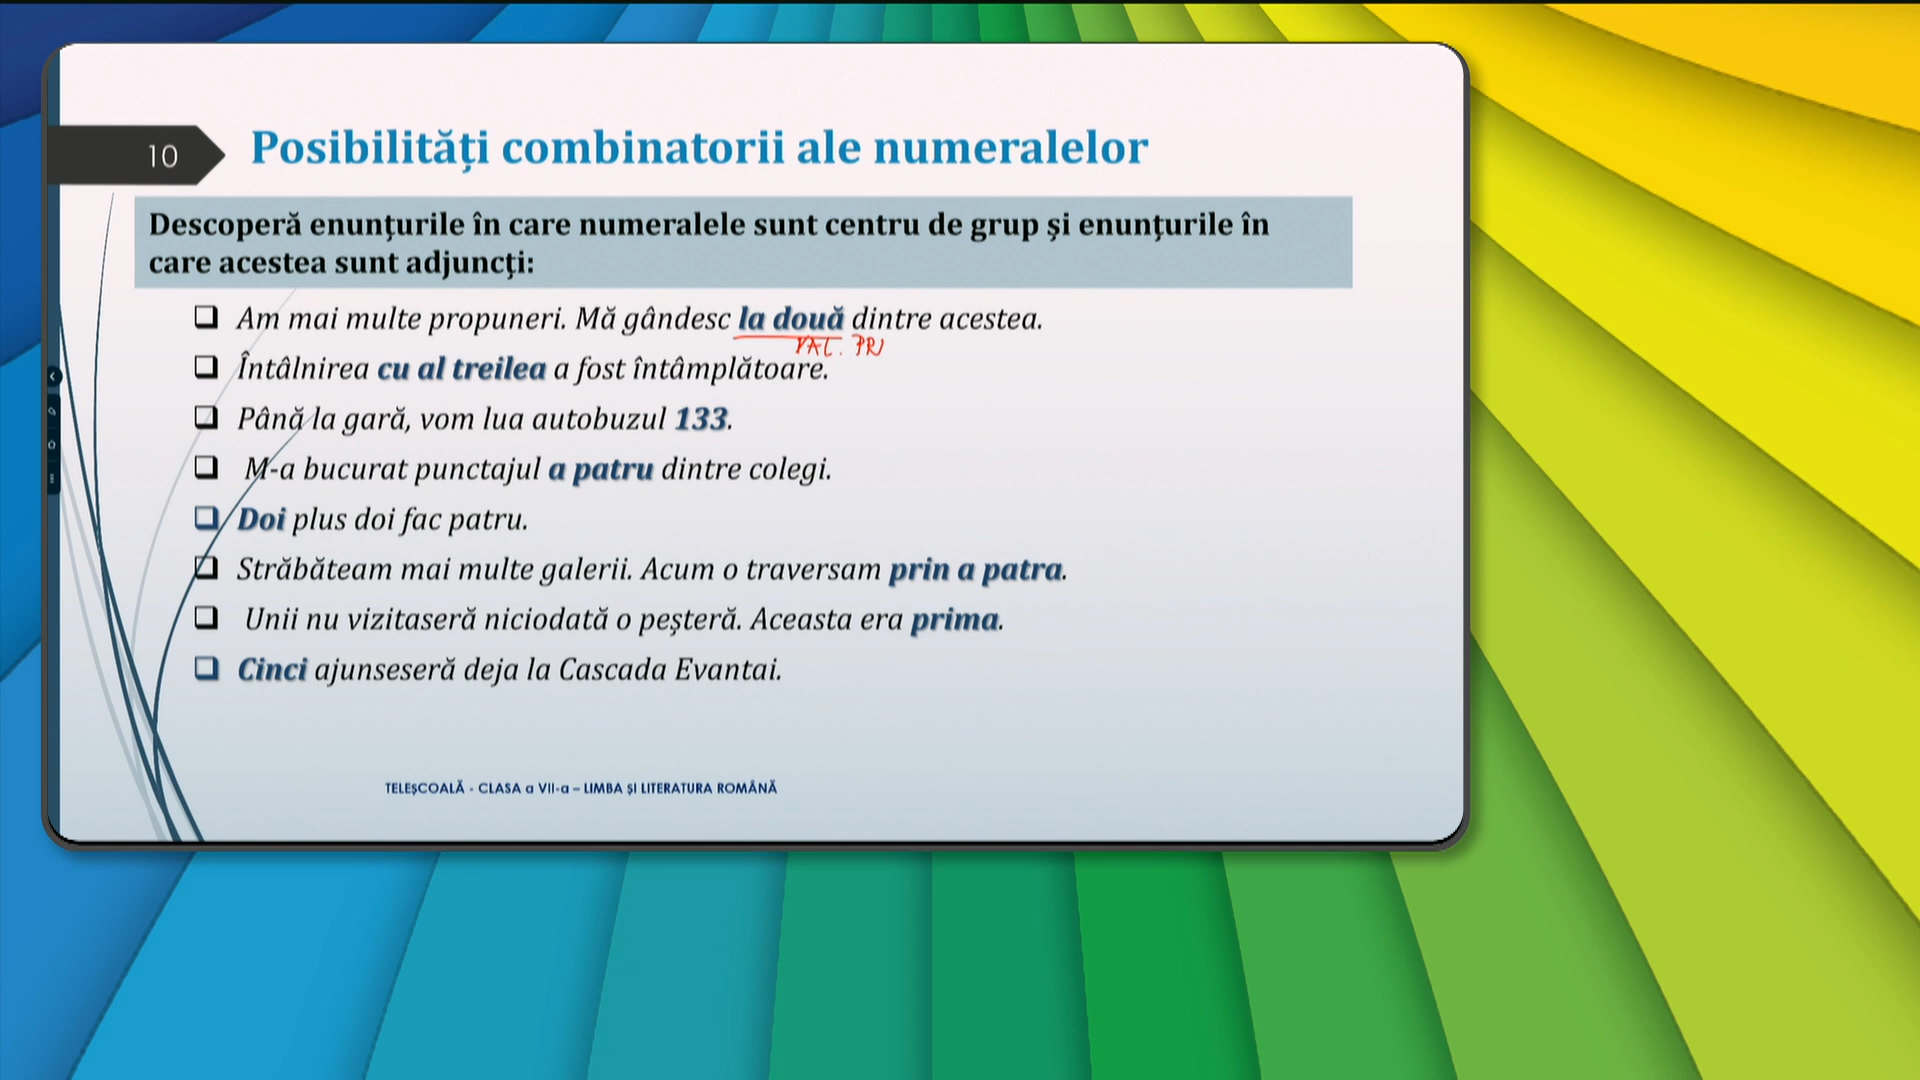 10
Posibilități combinatorii ale numeralelor
Descoperă enunțurile în care numeralele sunt centru de grup și enunțurile în
care acestea sunt adjuncți:
Am mai multe propuneri. Mă gândesc la două dintre acestea.
VAL. PRJ
Întâlnirea cu al treilea a fost întâmplătoare.
Până la gară, vom lua autobuzul 133.
M-a bucurat punctajul a patru dintre colegi.
Doi plus doi fac patru.
Străbăteam mai multe galerii. Acum o traversam prin a patra.
Unii nu vizitaseră niciodată o peșteră. Aceasta era prima.
Cinci ajunseseră deja la Cascada Evantai.
TELEȘCOALĂ - CLASA a VII-a – LIMBA ȘI LITERATURA ROMÂNĂ